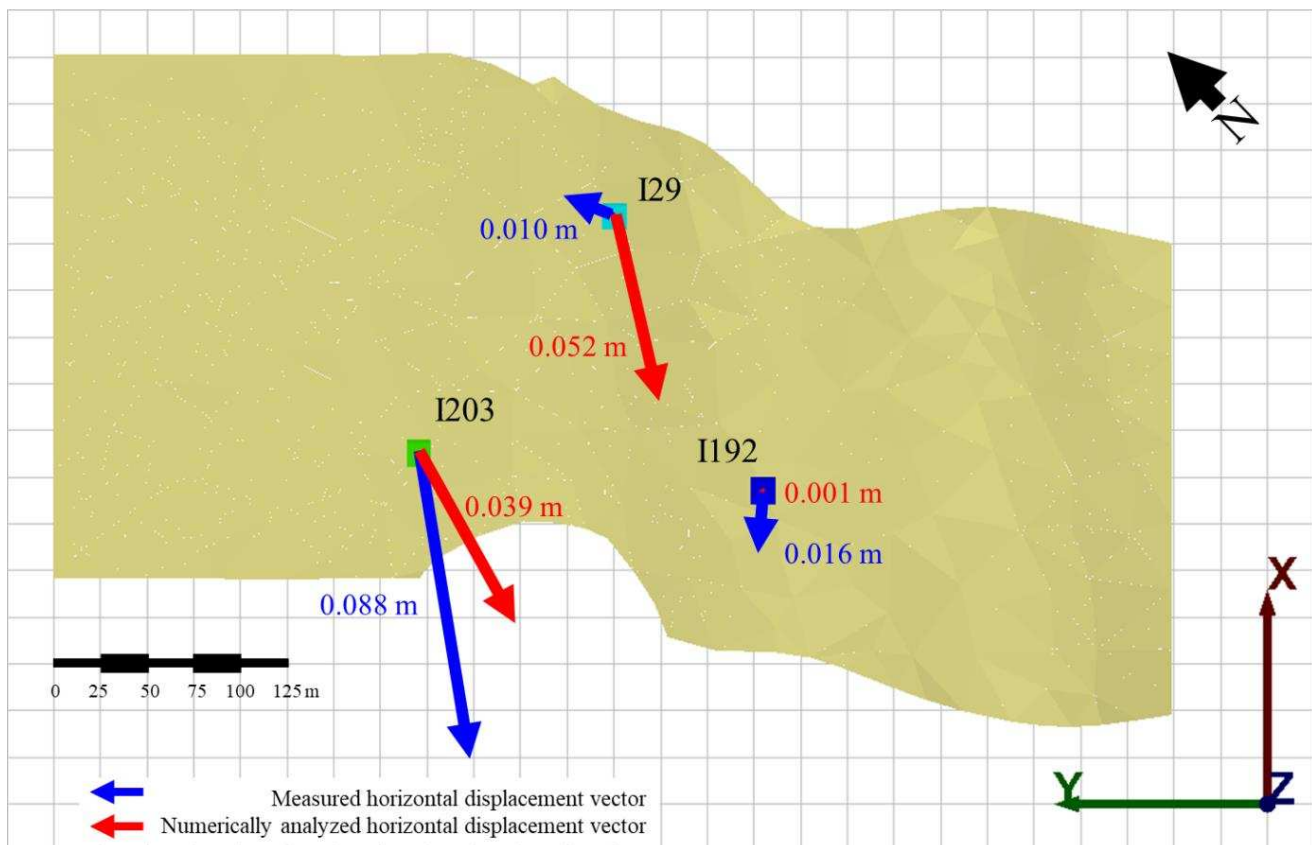 N
I29
0.010 m
0.052 m
I203
I192
0.039 m
0.001 m
0.016 m
0.088 m
X
0 25 50 75 100 125 m
Y
Z
Measured horizontal displacement vector
Numerically analyzed horizontal displacement vector